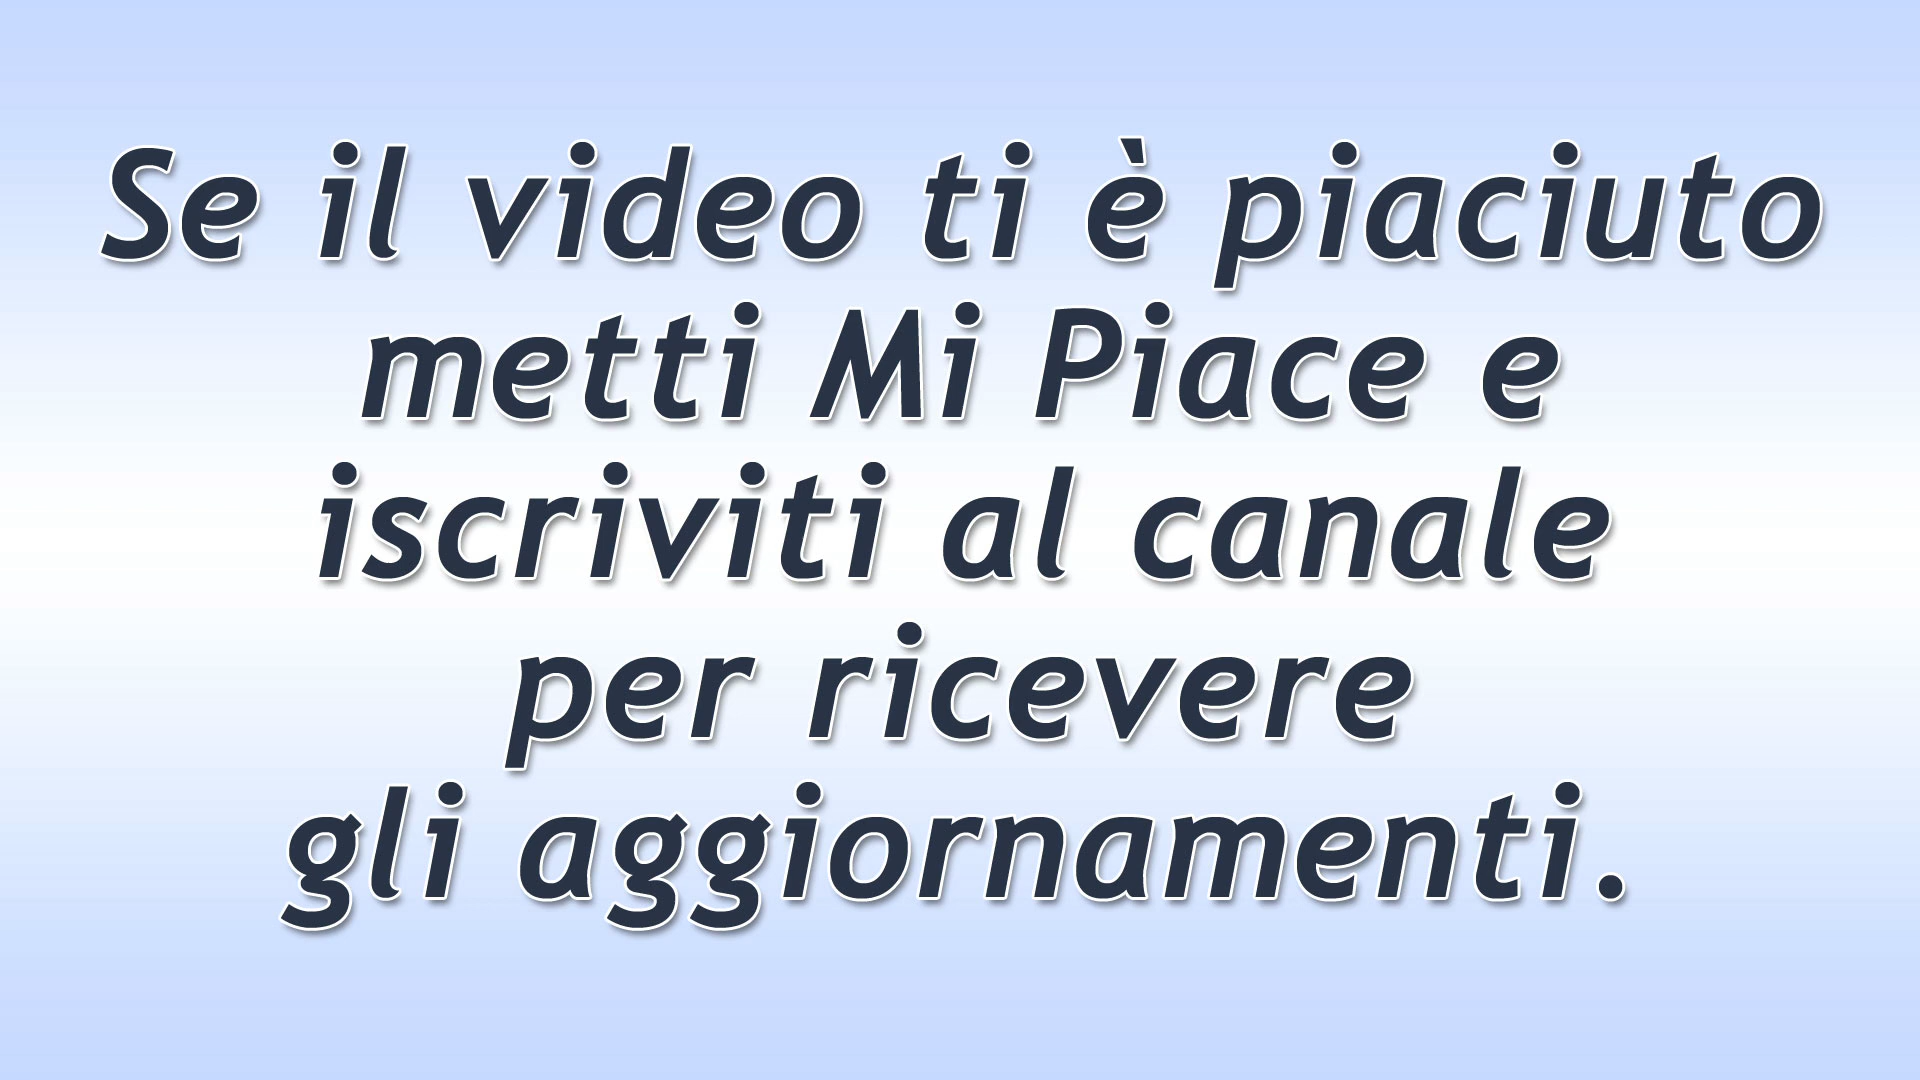 Se il video ti è piaciuto
metti Mi Piace e
iscriviti al canale
per ricevere
gli aggiornamenti.